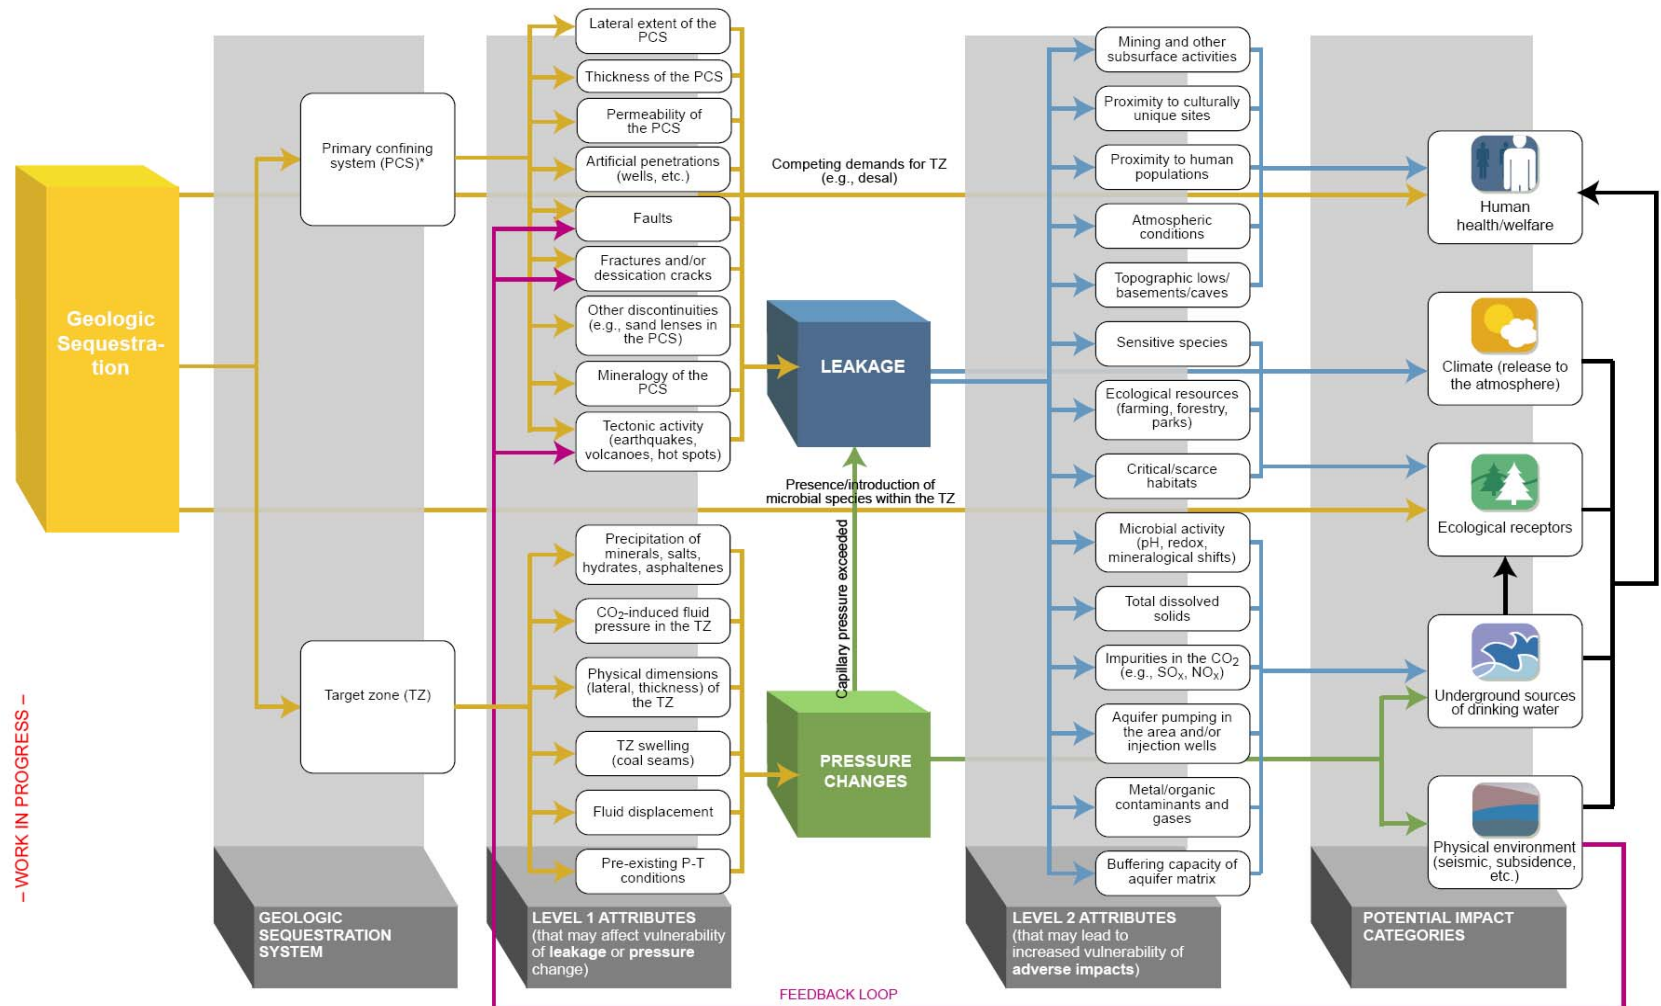 Geologic
Sequestra-
tion
– WORK IN PROGRESS –
Primary confining
system (PCS)*
Target zone (TZ)
GEOLOGIC
SEQUESTRATION
SYSTEM
Lateral extent of the
PCS
Thickness of the PCS
Permeability of
the PCS
Artificial penetrations
(wells, etc.)
Faults
Fractures and/or
dessication cracks
Other discontinuities
(e.g., sand lenses in
the PCS)
Mineralogy of the
PCS
Tectonic activity
(earthquakes,
volcanoes, hot spots)
Precipitation of
minerals, salts,
hydrates, asphaltenes
CO₂-induced fluid
pressure in the TZ
Physical dimensions
(lateral, thickness) of
the TZ
TZ swelling
(coal seams)
Fluid displacement
Pre-existing P-T
conditions
LEVEL 1 ATTRIBUTES
(that may affect vulnerability
of leakage or pressure
change)
Competing demands for TZ
(e.g., desal)
LEAKAGE
Presence/introduction of
microbial species within the TZ
Capillary pressure exceeded
PRESSURE
CHANGES
FEEDBACK LOOP
Mining and other
subsurface activities
Proximity to culturally
unique sites
Proximity to human
populations
Atmospheric
conditions
Topographic lows/
basements/caves
Sensitive species
Ecological resources
(farming, forestry,
parks)
Critical/scarce
habitats
Microbial activity
(pH, redox,
mineralogical shifts)
Total dissolved
solids
Impurities in the CO₂
(e.g., SOₓ, NOₓ)
Aquifer pumping in
the area and/or
injection wells
Metal/organic
contaminants and
gases
Buffering capacity of
aquifer matrix
LEVEL 2 ATTRIBUTES
(that may lead to
increased vulnerability of
adverse impacts)
Human
health/welfare
Climate (release to
the atmosphere)
Ecological receptors
Underground sources
of drinking water
Physical environment
(seismic, subsidence,
etc.)
POTENTIAL IMPACT
CATEGORIES